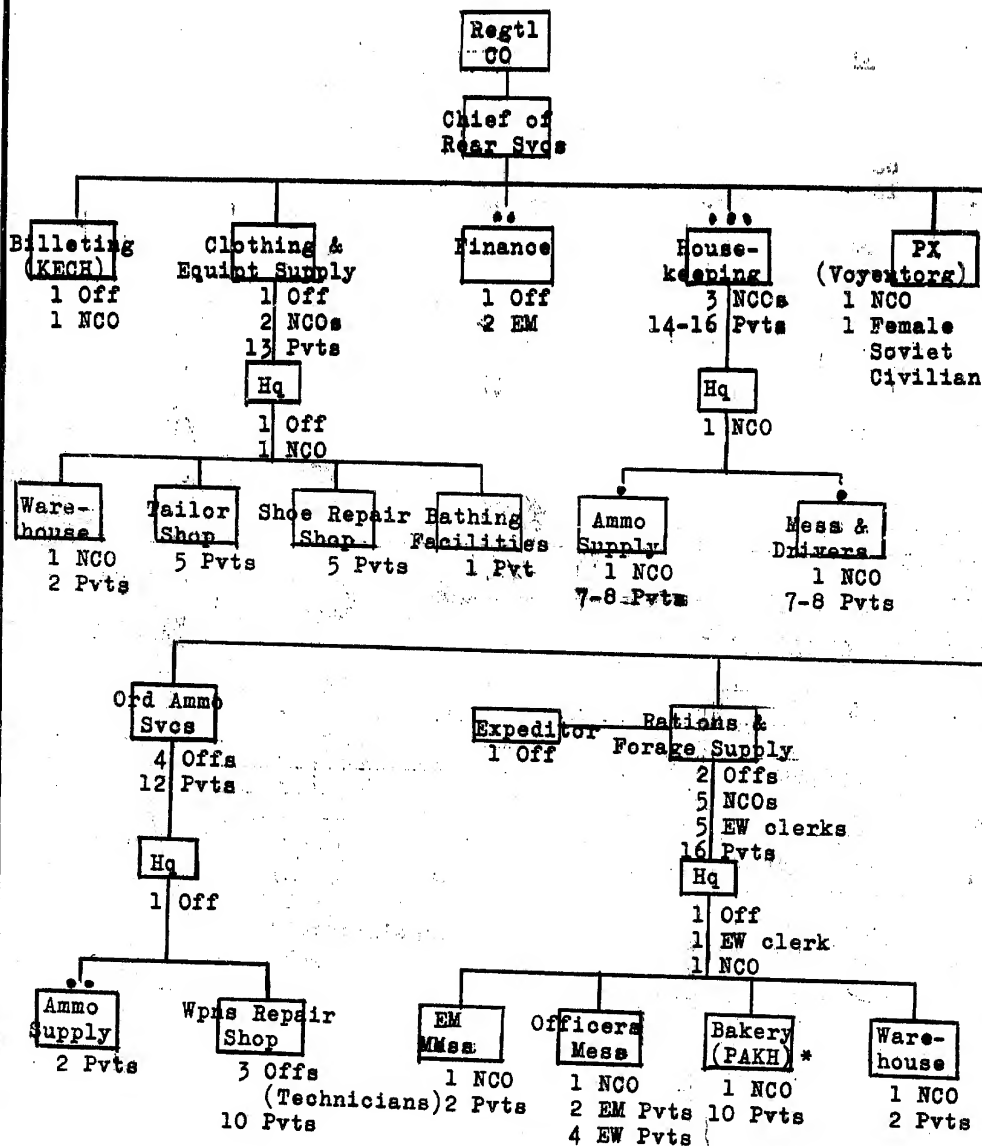 Regtl
CO
Chief of
Rear Svcs
Billeting
(KECH)
1 Off
1 NCO
Clothing &
Equipt Supply
1 Off
2 NCOs
13 Pvts
Hq
1 Off
1 NCO
Ware-
house
1 NCO
2 Pvts
Tailor
Shop
5 Pvts
Shoe Repair
Shop
5 Pvts
Bathing
Facilities
1 Pvt
Finance
1 Off
2 EM
House-
keeping
3 NCOs
14-16 Pvts
Hq
1 NCO
Ammo
Supply
1 NCO
7-8 Pvts
Mess &
Drivers
1 NCO
7-8 Pvts
PX
(Voyentorg)
1 NCO
1 Female
Soviet
Civilian
Ord Ammo
Svcs
4 Offs
12 Pvts
Hq
1 Off
Ammo
Supply
2 Pvts
Wpns Repair
Shop
3 Offs
(Technicians)
10 Pvts
Expeditor
1 Off
Rations &
Forage Supply
2 Offs
5 NCOs
5 EW clerks
16 Pvts
Hq
1 Off
1 EW clerk
1 NCO
EM
MMss
1 NCO
2 Pvts
Officers
Mess
1 NCO
2 EM Pvts
4 EW Pvts
Bakery
(PAKH) *
1 NCO
10 Pvts
Ware-
house
1 NCO
2 Pvts